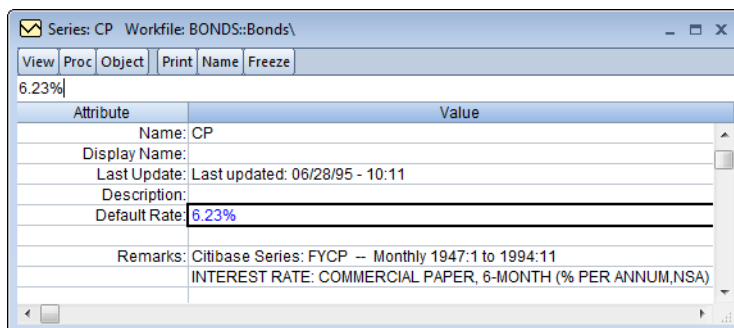 Series: CP Workfile: BONDS::Bonds\
View Proc Object Print Name Freeze
6.23%
Attribute Value
Name: CP
Display Name:
Last Update: Last updated: 06/28/95 - 10:11
Description:
Default Rate: 6.23%
Remarks: Citibase Series: FYCP -- Monthly 1947:1 to 1994:11
INTEREST RATE: COMMERCIAL PAPER, 6-MONTH (% PER ANNUM,NSA)